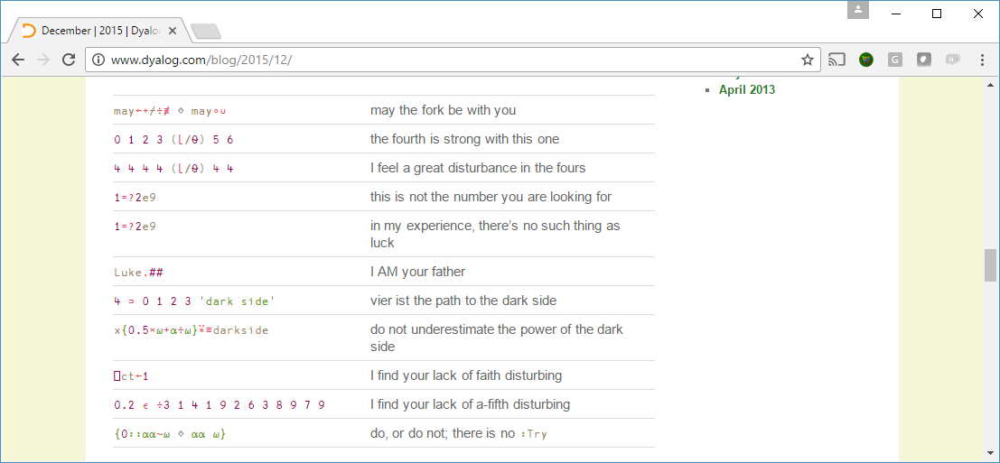 December | 2015 | Dyalo
www.dyalog.com/blog/2015/12/
April 2013
may←+⌿÷≢ ⋄ may∘∪ may the fork be with you
0 1 2 3 (⌊/⍬) 5 6 the fourth is strong with this one
4 4 4 4 (⌊/⍬) 4 4 I feel a great disturbance in the fours
1=?2e9 this is not the number you are looking for
1=?2e9 in my experience, there’s no such thing as
luck
Luke.## I AM your father
4 ⊃ 0 1 2 3 'dark side' vier ist the path to the dark side
x{0.5×⍵+⍺÷⍵}⍣≡darkside do not underestimate the power of the dark
side
⎕ct←1 I find your lack of faith disturbing
0.2 ∊ ÷3 1 4 1 9 2 6 3 8 9 7 9 I find your lack of a-fifth disturbing
{0::⍺⍺~⍵ ⋄ ⍺⍺ ⍵} do, or do not; there is no :Try